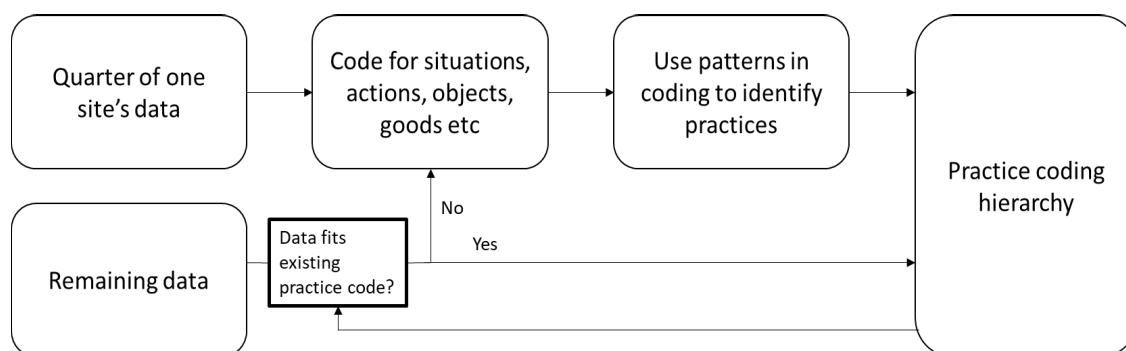 Quarter of one
site's data
Code for situations,
actions, objects,
goods etc
Use patterns in
coding to identify
practices
Practice coding
hierarchy
Remaining data
Data fits
existing
practice code?
No
Yes